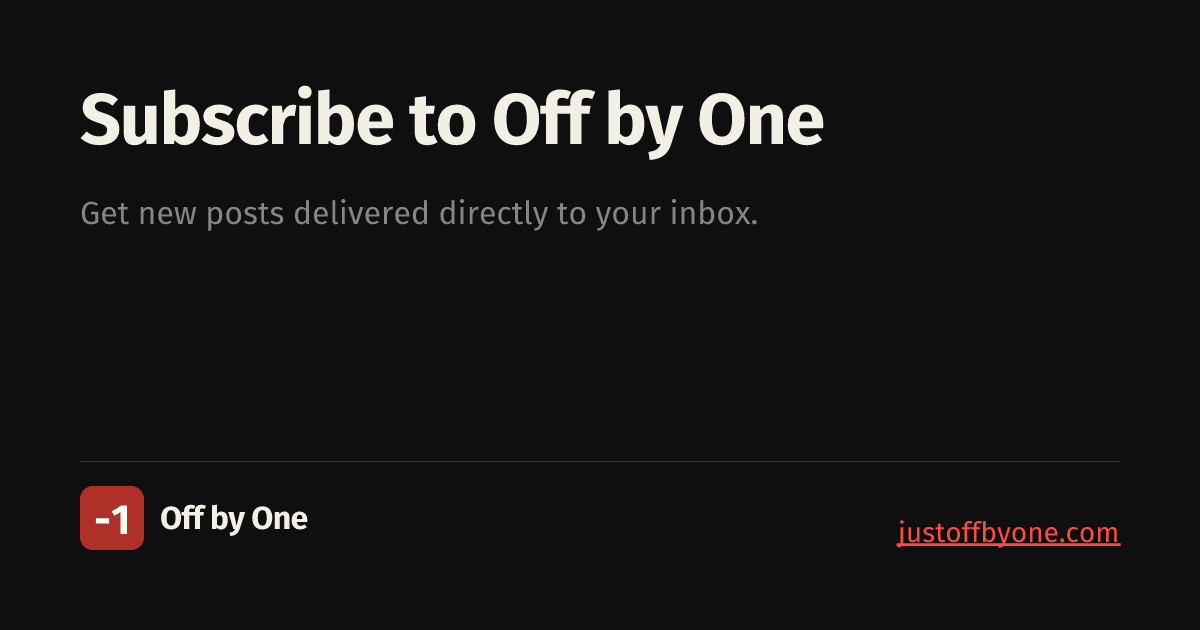 Subscribe to Off by One
Get new posts delivered directly to your inbox.
-1 Off by One
justoffbyone.com